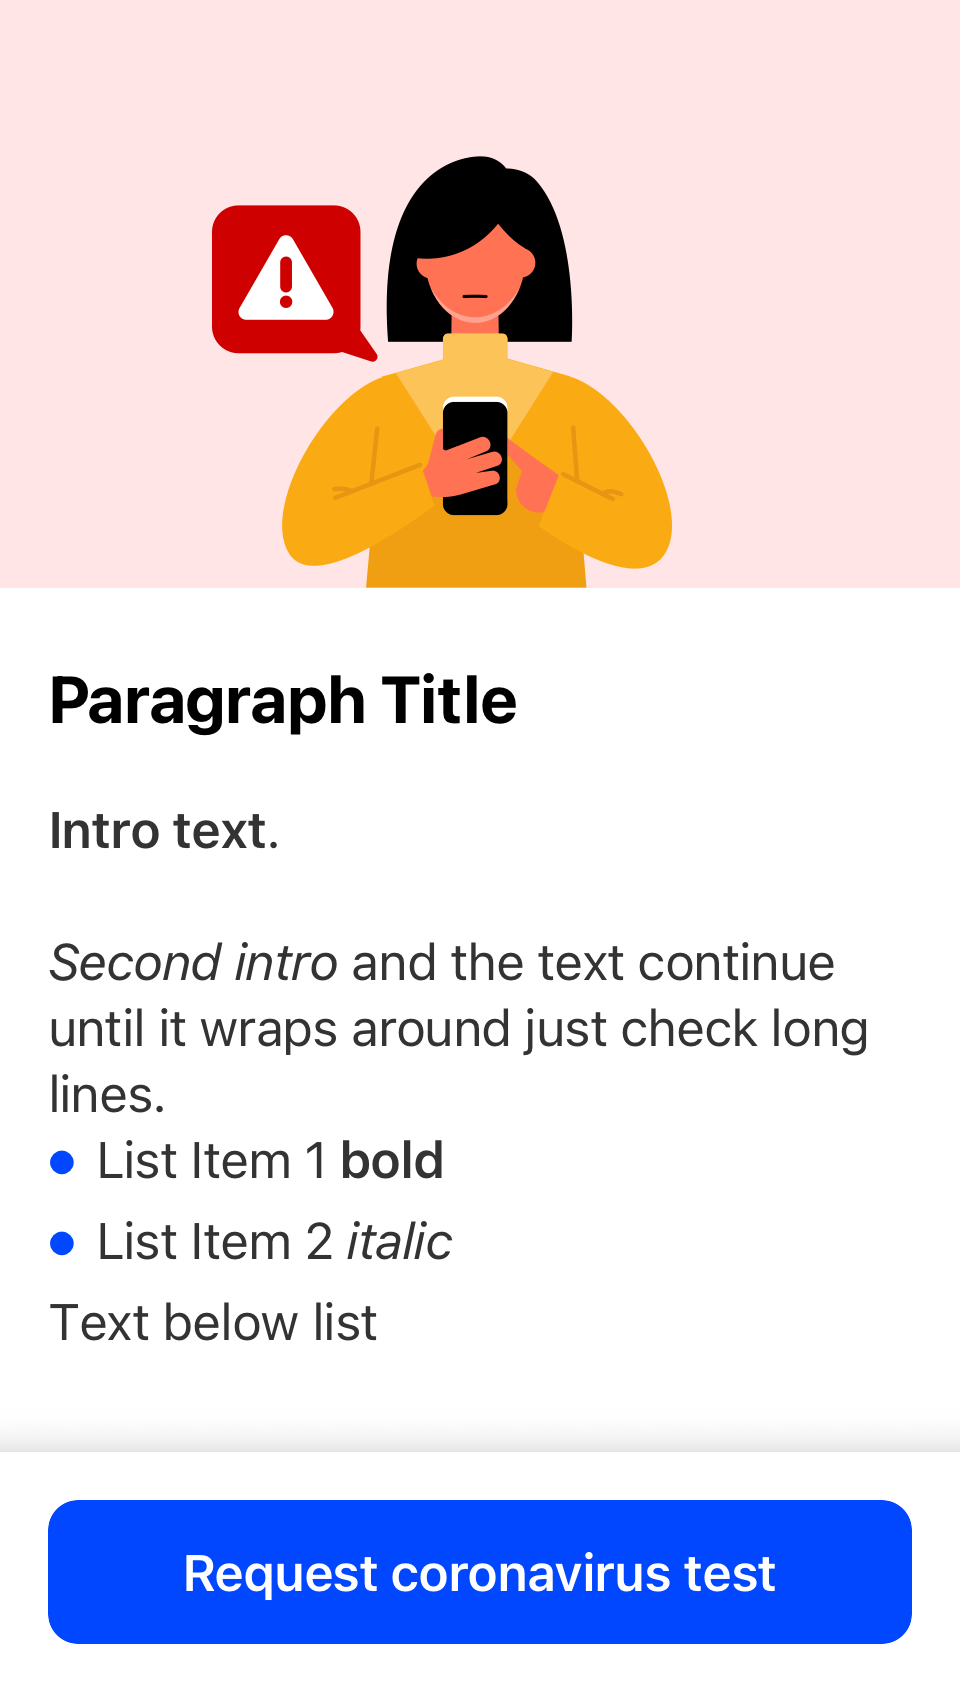 Paragraph Title
Intro text.
Second intro and the text continue
until it wraps around just check long
lines.
List Item 1 bold
List Item 2 italic
Text below list
Request coronavirus test